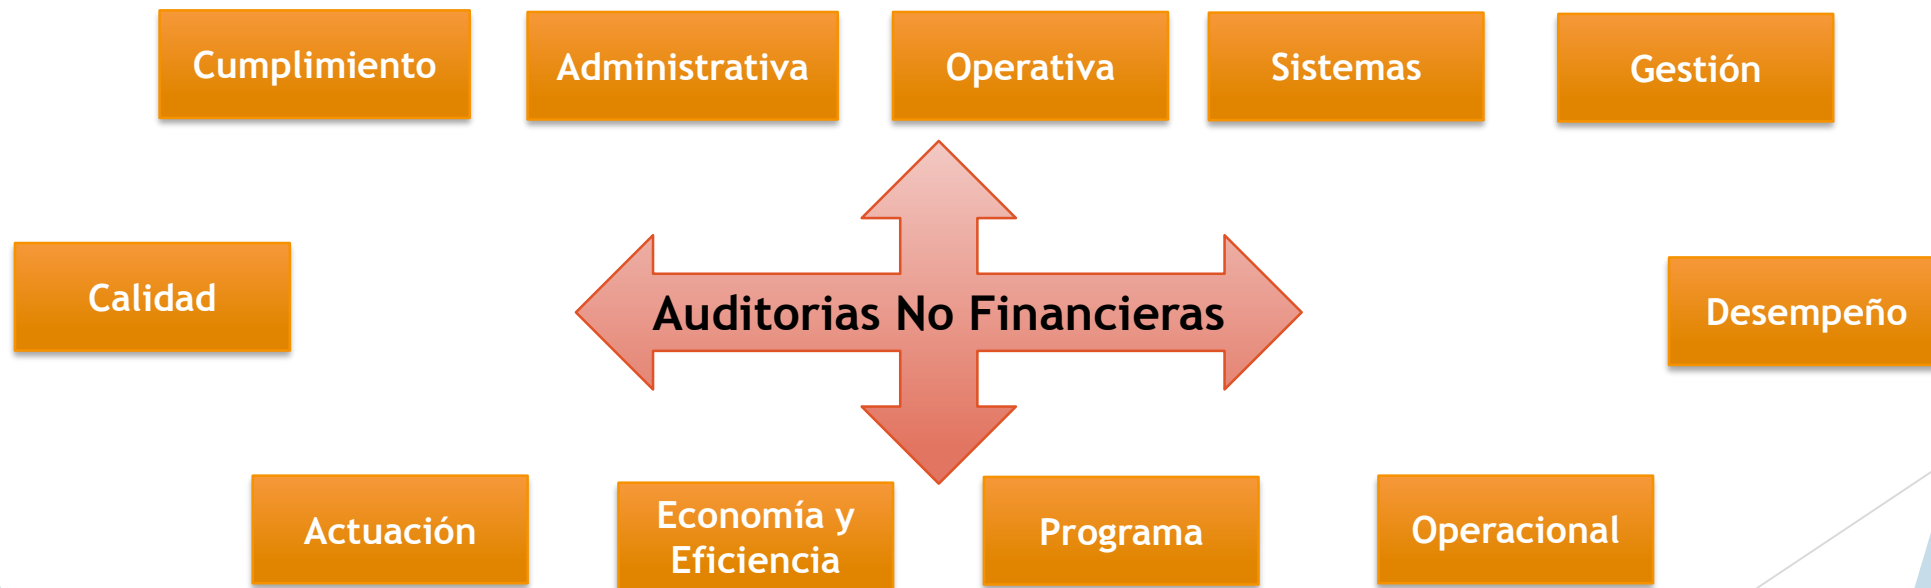 Cumplimiento
Administrativa
Operativa
Sistemas
Gestión
Calidad
Auditorias No Financieras
Desempeño
Actuación
Economía y
Eficiencia
Programa
Operacional